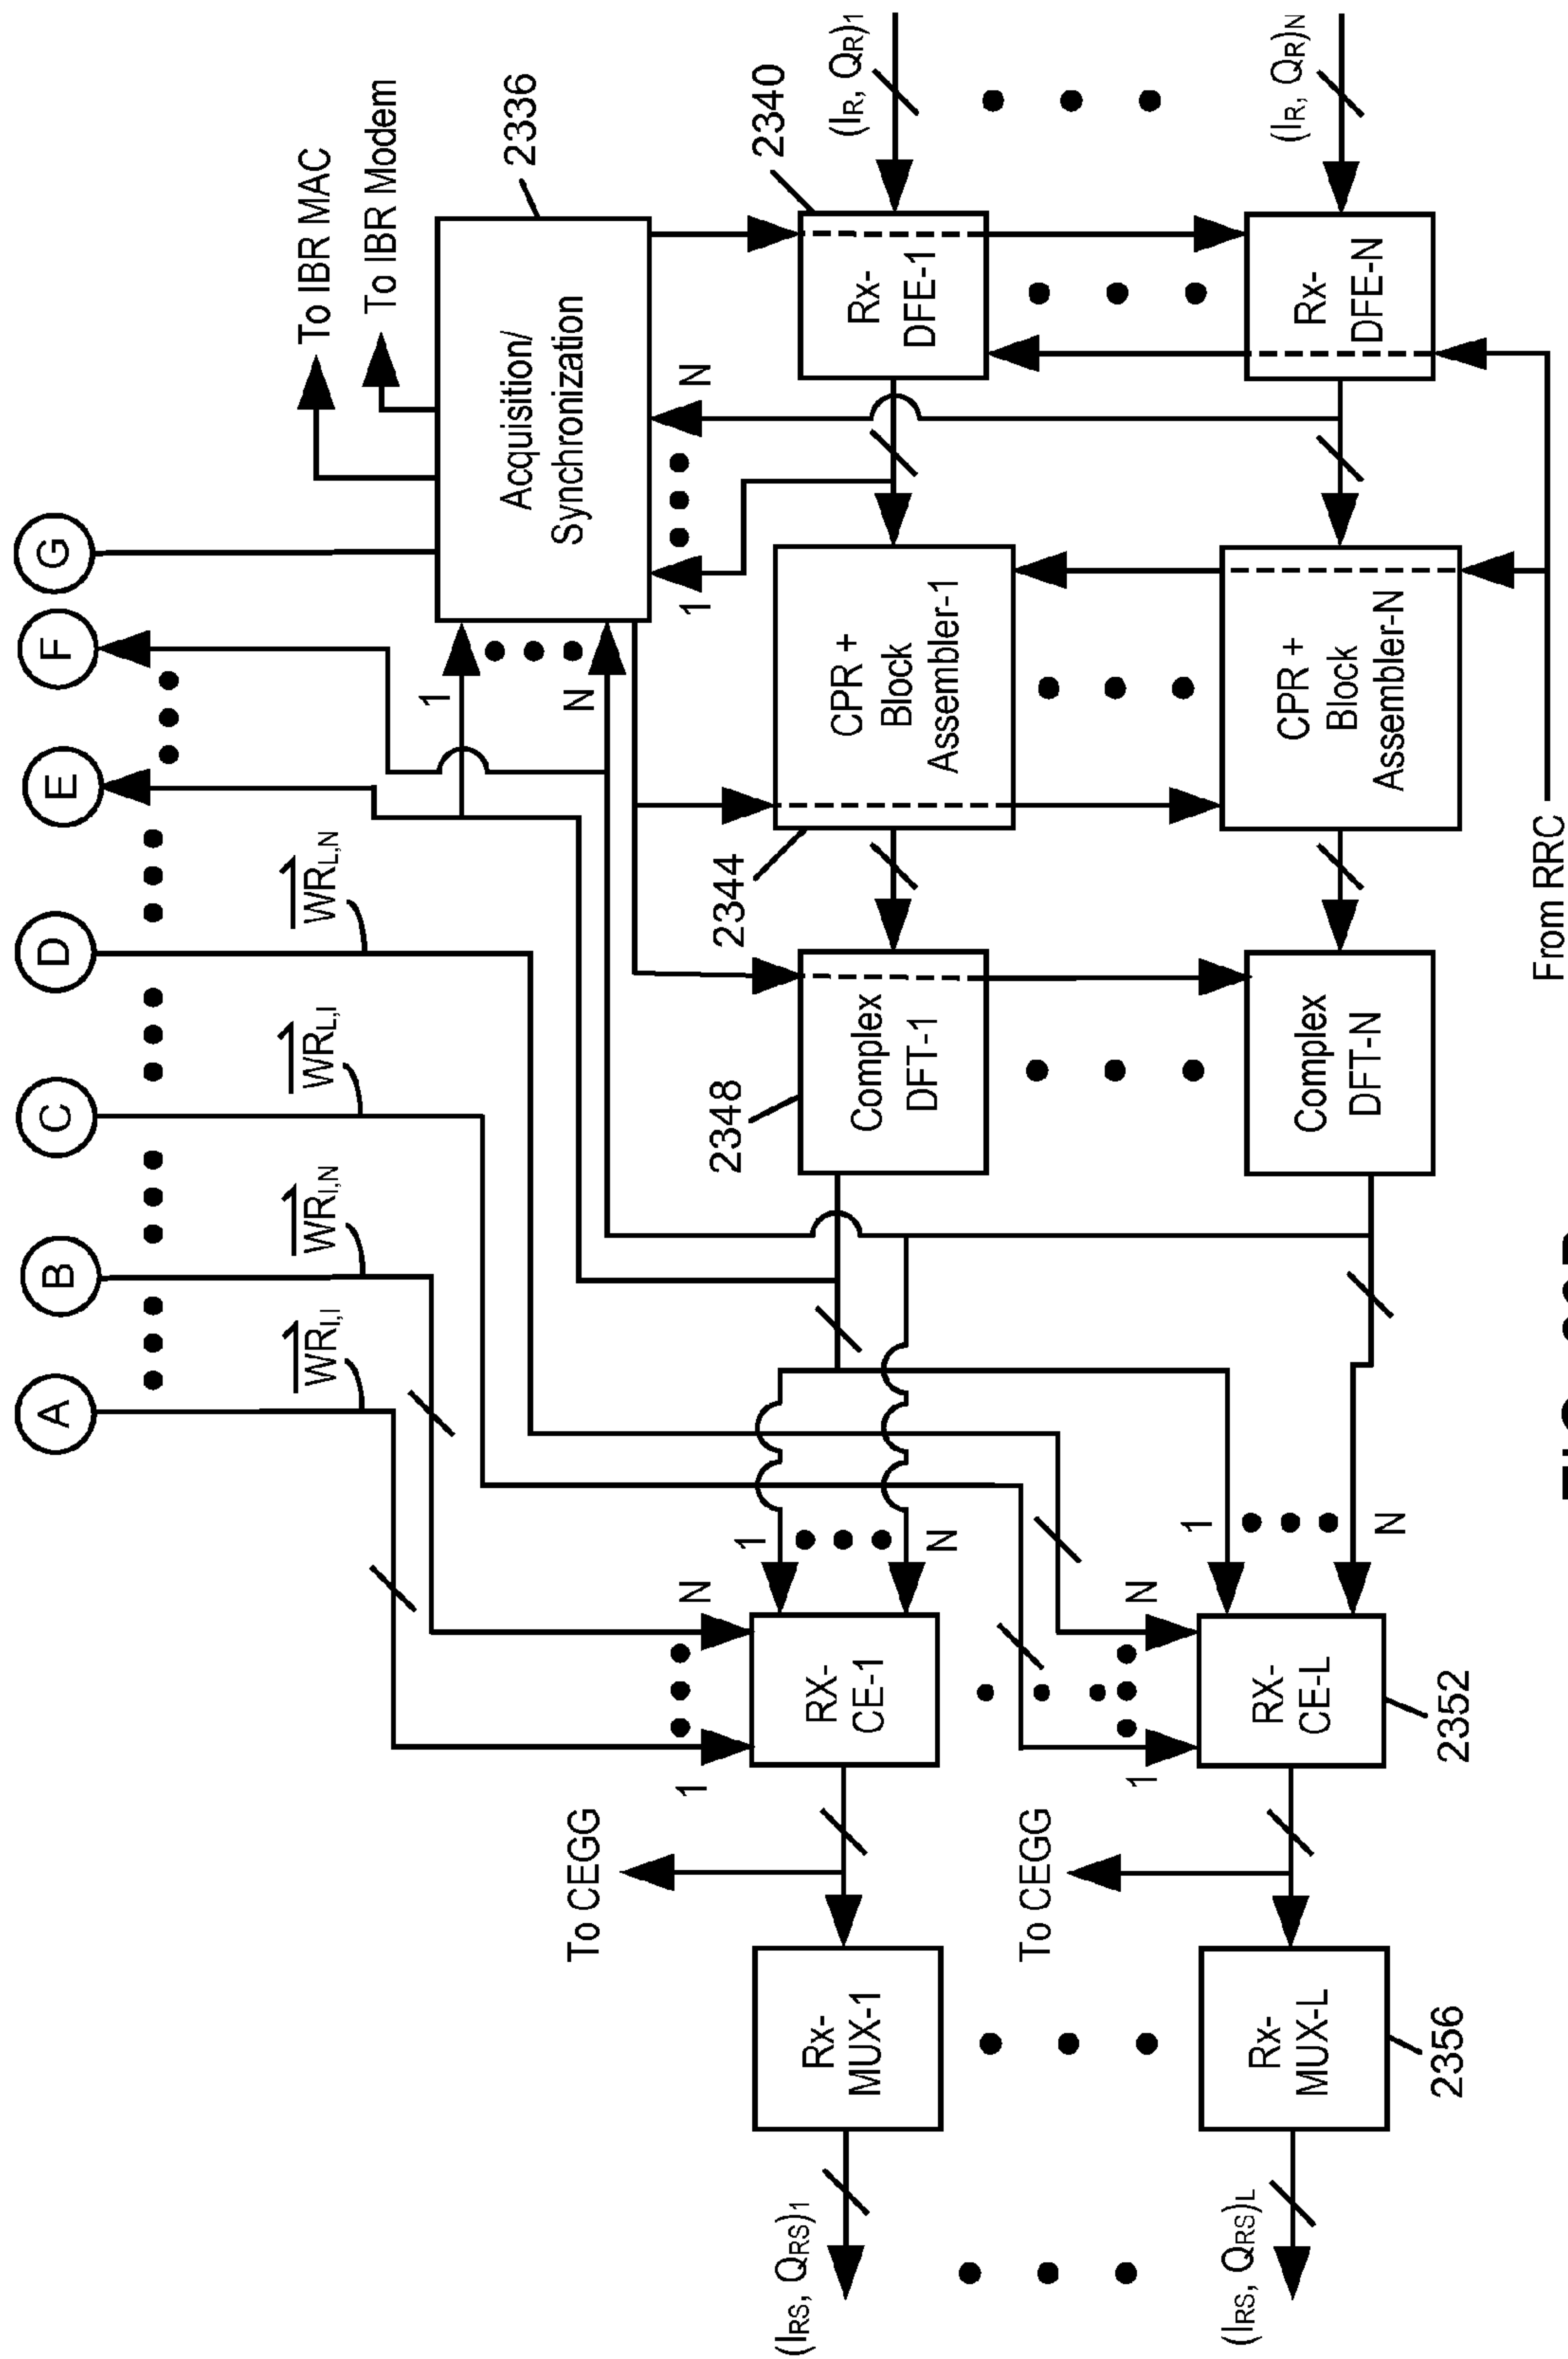 To IBR MAC
To IBR Modem
2336
2340
(IR, QR)1
(IR, QR)N
G
F
E
D
C
B
A
WRL,N
WRL,I
WRI,N
WRI,I
Acquisition/
Synchronization
1
N
1
N
Rx-
DFE-1
Rx-
DFE-N
CPR +
Block
Assembler-1
CPR +
Block
Assembler-N
2344
From RRC
Complex
DFT-1
Complex
DFT-N
2348
1
N
1
N
1
N
1
N
RX-
CE-1
RX-
CE-L
2352
To CEGG
To CEGG
Rx-
MUX-1
Rx-
MUX-L
2356
(IRS, QRS)1
(IRS, QRS)L